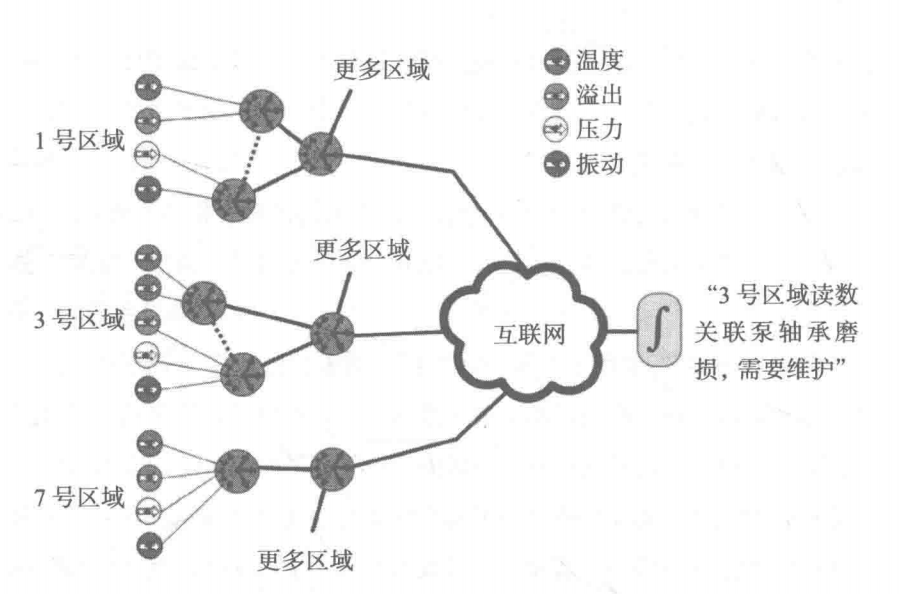 更多区域
温度
溢出
1号区域
压力
振动
更多区域
3号区域
互联网
∫
“3号区域读数
关联泵轴承磨
损，需要维护”
7号区域
更多区域